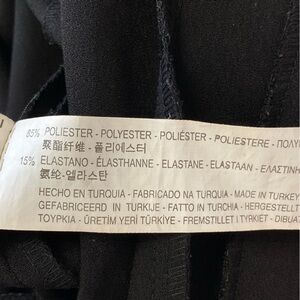 85% POLIESTER - POLYESTER - POLIÉSTER - POLIESTERE - ΠΟΛΥ
聚酯纤维 - 폴리에스터
15% ELASTANO - ÉLASTHANNE - ELASTANE - ELASTAAN - ΕΛΑΣΤΙΝΗ
氨纶-엘라스탄
HECHO EN TURQUIA - FABRICADO NA TURQUIA - MADE IN TURKEY
GEFABRICEERD IN TURKIJE - FATTO IN TURCHIA - HERGESTELLT
ΤΟΥΡΚΙΑ - ÜRETİM YERİ TÜRKİYE - FREMSTILLET I TYRKIET - DIBUAT